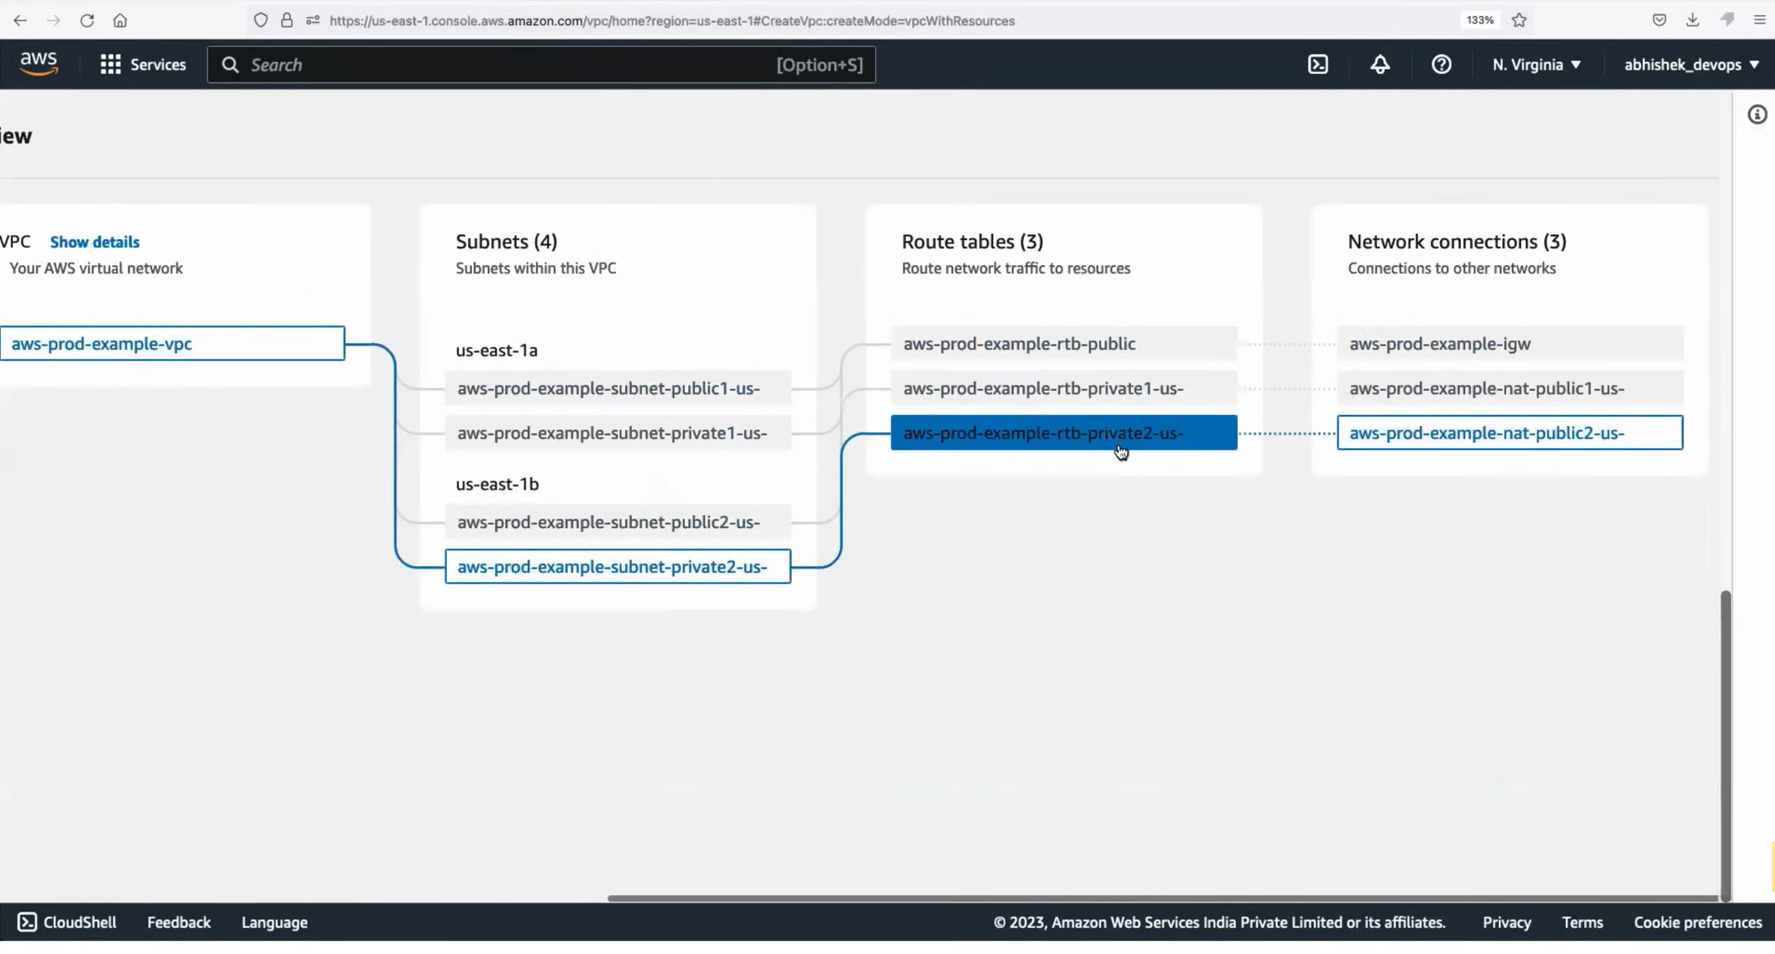 https://us-east-1.console.aws.amazon.com/vpc/home?region=us-east-1#CreateVpc:createMode=vpcWithResources
133%
aws
Services
Search
[Option+S]
N. Virginia
abhishek_devops
iew
VPC Show details
Your AWS virtual network
aws-prod-example-vpc
Subnets (4)
Subnets within this VPC
us-east-1a
aws-prod-example-subnet-public1-us-
aws-prod-example-subnet-private1-us-
us-east-1b
aws-prod-example-subnet-public2-us-
aws-prod-example-subnet-private2-us-
Route tables (3)
Route network traffic to resources
aws-prod-example-rtb-public
aws-prod-example-rtb-private1-us-
aws-prod-example-rtb-private2-us-
Network connections (3)
Connections to other networks
aws-prod-example-igw
aws-prod-example-nat-public1-us-
aws-prod-example-nat-public2-us-
CloudShell
Feedback
Language
© 2023, Amazon Web Services India Private Limited or its affiliates.
Privacy
Terms
Cookie preferences